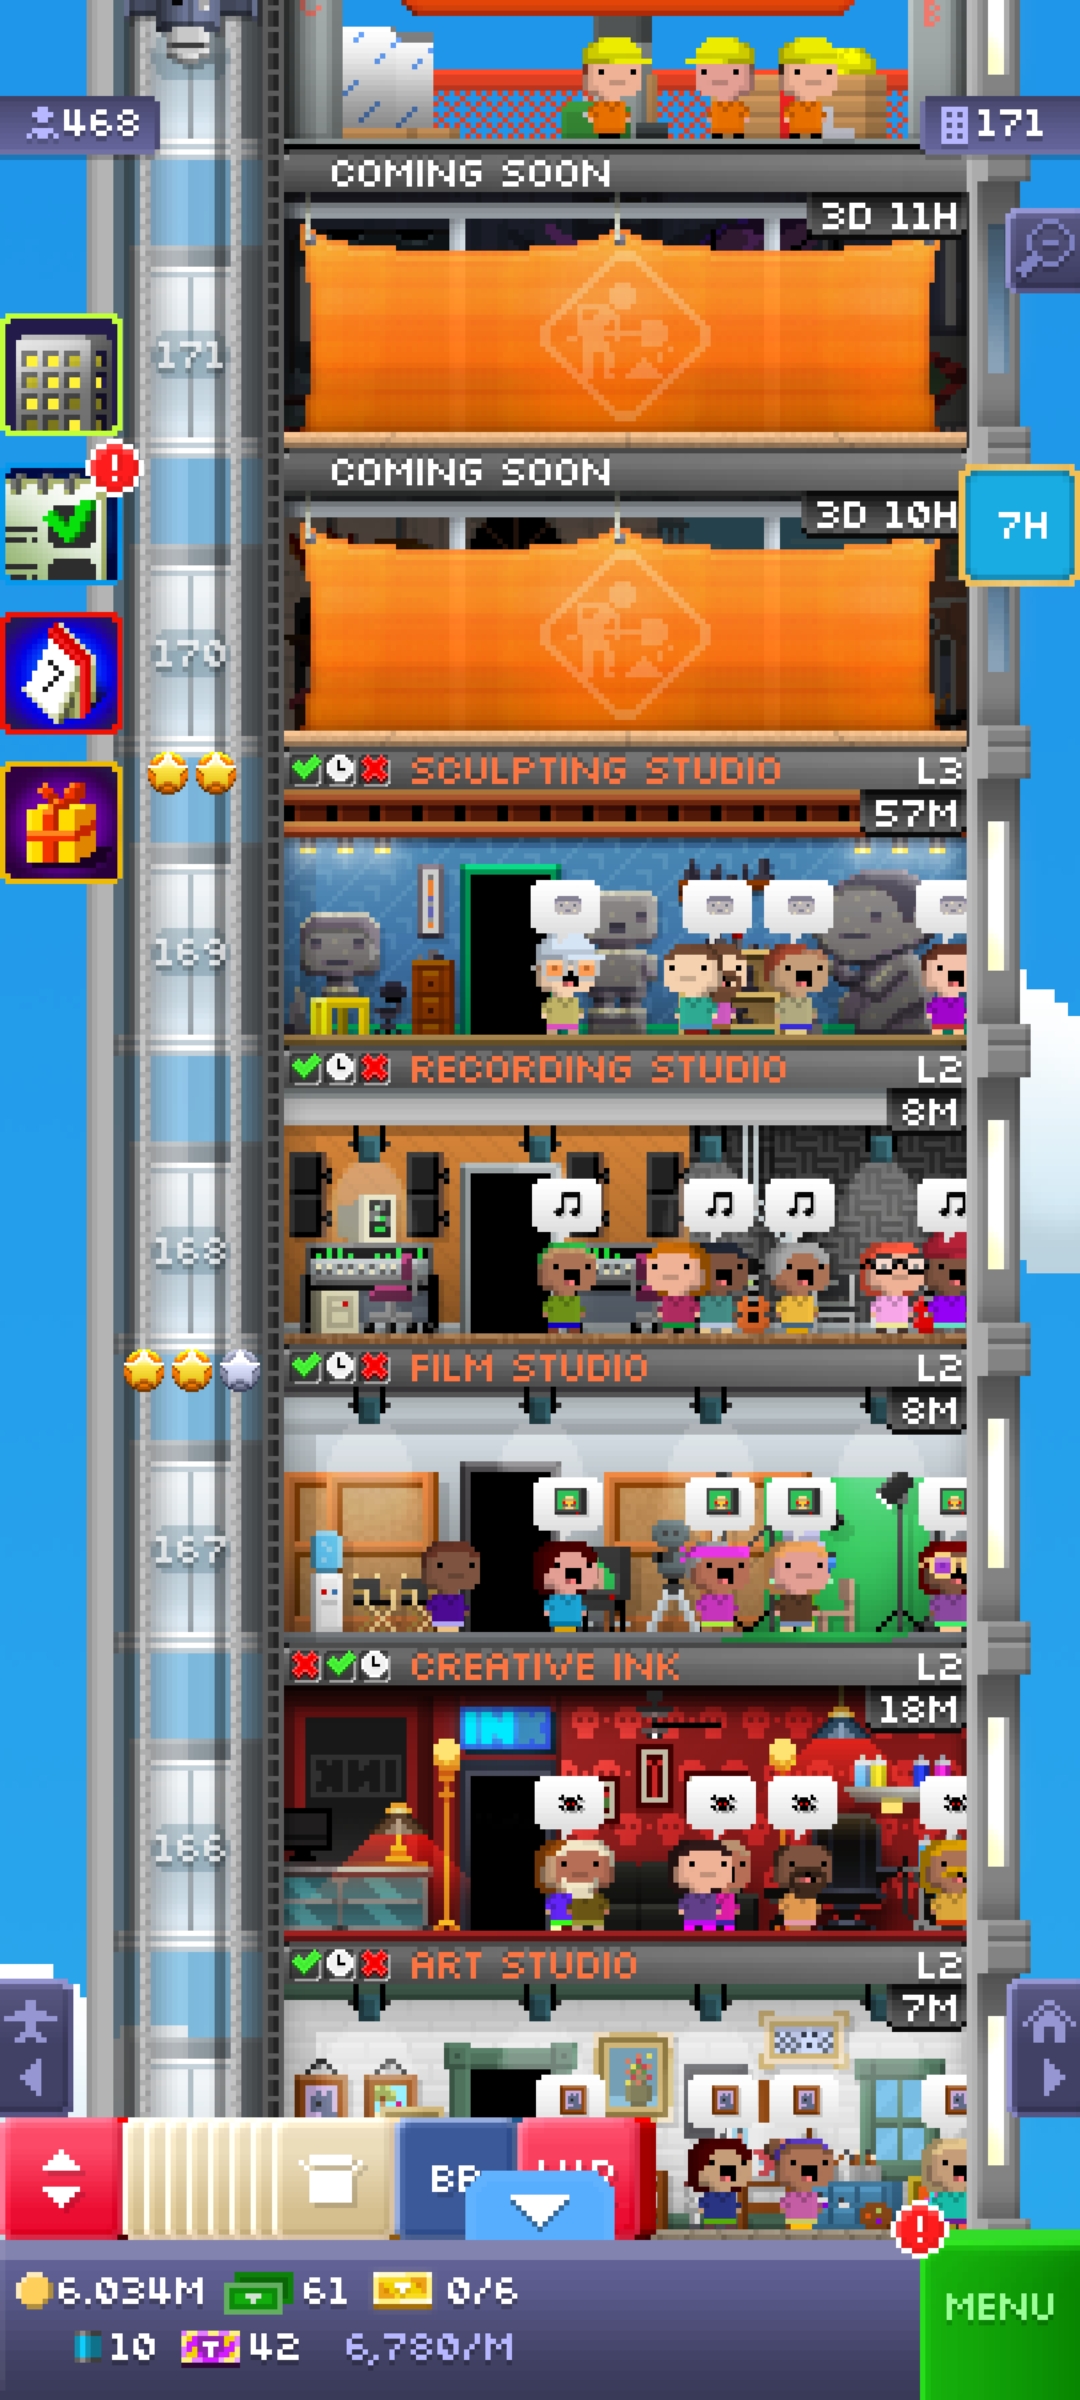 C
B
468
171
COMING SOON
3D 11H
171
COMING SOON
3D 10H
7H
170
SCULPTING STUDIO
L3
57M
169
RECORDING STUDIO
L2
8M
168
FILM STUDIO
L2
8M
167
CREATIVE INK
L2
18M
INK
166
ART STUDIO
L2
7M
6.034M
61
0/6
MENU
10
T
42
6,780/M